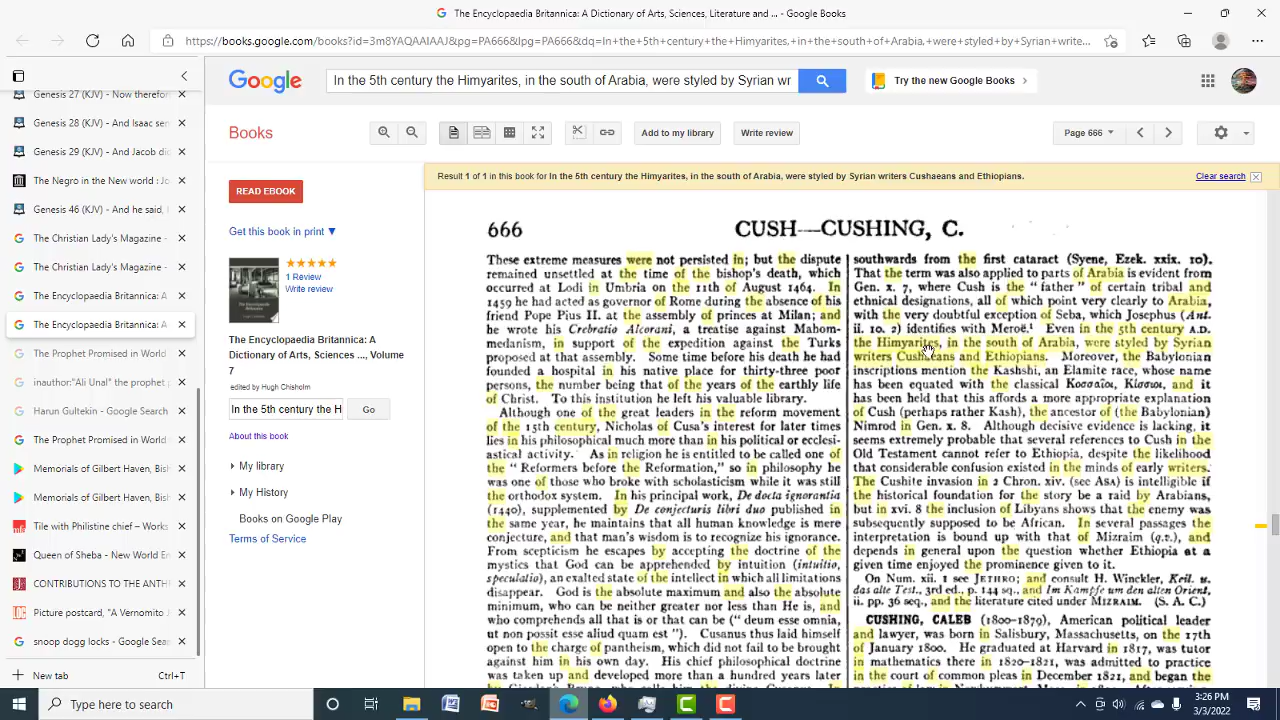 The Encyclopaedia Britannica: A Dictionary of Arts, Sciences, Literature and ... - Google Books
https://books.google.com/books?id=3m8YAQAAIAAJ&pg=PA666&lpg=PA666&dq=In+the+5th+century+the+Himyarites,+in+the+south+of+Arabia,+were+styled+by+Syrian+write...
Genesis 27 (KJV) - Now therefor
Genesis 28 (KJV) - And Isaac sen
Genesis 29 (KJV) - And Jacob dic
The Negro in the New world : Jo
Genesis 46 (KJV) - And he said, I
The Christian Lady's Magazine -
The Christian Lady's Magazine -
The Encyclopaedia Britannica: A
The Encyclopaedia Britannica: A
The Prophet Promised in World
inauthor:"Ali Unal" the prophet p
Harun Gultekin - Google Search
The Prophet Promised in World
Memorials of Gilbert Haven, Bish
Memorials of Gilbert Haven, Bish
Tile with Philistine chief – Works
Queen of Sheba - New World En
CONTRIBUTIONS TO THE ANTH
Picture postcard, "A Vernomito J
snoop dogg locks - Google Searc
New tab Ctrl+T
Google
In the 5th century the Himyarites, in the south of Arabia, were styled by Syrian wr
Try the new Google Books
Books
Add to my library
Write review
Page 666
Result 1 of 1 in this book for In the 5th century the Himyarites, in the south of Arabia, were styled by Syrian writers Cushaeans and Ethiopians.
Clear search
READ EBOOK
Get this book in print ▼
1 Review
Write review
The Encyclopaedia Britannica: A
Dictionary of Arts, Sciences ..., Volume
7
edited by Hugh Chisholm
In the 5th century the H
Go
About this book
My library
My History
Books on Google Play
Terms of Service
666
CUSH—CUSHING, C.
These extreme measures were not persisted in; but the dispute
remained unsettled at the time of the bishop's death, which
occurred at Lodi in Umbria on the 11th of August 1464. In
1459 he had acted as governor of Rome during the absence of his
friend Pope Pius II. at the assembly of princes at Milan; and
he wrote his Crebratio Alcorani, a treatise against Mahom-
medanism, in support of the expedition against the Turks
proposed at that assembly. Some time before his death he had
founded a hospital in his native place for thirty-three poor
persons, the number being that of the years of the earthly life
of Christ. To this institution he left his valuable library.
Although one of the great leaders in the reform movement
of the 15th century, Nicholas of Cusa's interest for later times
lies in his philosophical much more than in his political or ecclesi-
astical activity. As in religion he is entitled to be called one of
the "Reformers before the Reformation," so in philosophy he
was one of those who broke with scholasticism while it was still
the orthodox system. In his principal work, De docta ignorantia
(1440), supplemented by De conjecturis libri duo published in
the same year, he maintains that all human knowledge is mere
conjecture, and that man's wisdom is to recognize his ignorance.
From scepticism he escapes by accepting the doctrine of the
mystics that God can be apprehended by intuition (intuitio,
speculatio), an exalted state of the intellect in which all limitations
disappear. God is the absolute maximum and also the absolute
minimum, who can be neither greater nor less than He is, and
who comprehends all that is or that can be ("deum esse omnia,
ut non possit esse aliud quam est"). Cusanus thus laid himself
open to the charge of pantheism, which did not fail to be brought
against him in his own day. His chief philosophical doctrine
was taken up and developed more than a hundred years later
southwards from the first cataract (Syene, Ezek. xxix. 10).
That the term was also applied to parts of Arabia is evident from
Gen. x. 7, where Cush is the "father" of certain tribal and
ethnical designations, all of which point very clearly to Arabia,
with the very doubtful exception of Seba, which Josephus (Ant.
ii. 10. 2) identifies with Meroë.¹ Even in the 5th century A.D.
the Himyarites, in the south of Arabia, were styled by Syrian
writers Cushaeans and Ethiopians. Moreover, the Babylonian
inscriptions mention the Kashshi, an Elamite race, whose name
has been equated with the classical Κοσσαῖοι, Κίσσιοι, and it
has been held that this affords a more appropriate explanation
of Cush (perhaps rather Kash), the ancestor of (the Babylonian)
Nimrod in Gen. x. 8. Although decisive evidence is lacking, it
seems extremely probable that several references to Cush in the
Old Testament cannot refer to Ethiopia, despite the likelihood
that considerable confusion existed in the minds of early writers.
The Cushite invasion in 2 Chron. xiv. (see ASA) is intelligible if
the historical foundation for the story be a raid by Arabians,
but in xvi. 8 the inclusion of Libyans shows that the enemy was
subsequently supposed to be African. In several passages the
interpretation is bound up with that of Mizraim (q.v.), and
depends in general upon the question whether Ethiopia at a
given time enjoyed the prominence given to it.
On Num. xii. 1 see JETHRO; and consult H. Winckler, Keil. u.
das alte Test., 3rd ed., p. 144 sq., and Im Kampfe um den alten Orient,
ii. pp. 36 seq., and the literature cited under MIZRAIM. (S. A. C.)
CUSHING, CALEB (1800-1879), American political leader
and lawyer, was born in Salisbury, Massachusetts, on the 17th
of January 1800. He graduated at Harvard in 1817, was tutor
in mathematics there in 1820-1821, was admitted to practice
in the court of common pleas in December 1821, and began the
Type here to search
3:26 PM
3/3/2022